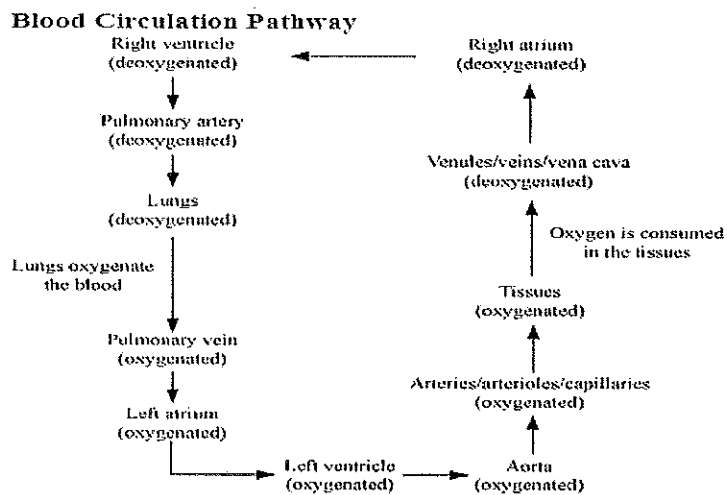 Blood Circulation Pathway
Right ventricle
(deoxygenated)
Pulmonary artery
(deoxygenated)
Lungs
(deoxygenated)
Lungs oxygenate
the blood
Pulmonary vein
(oxygenated)
Left atrium
(oxygenated)
Left ventricle
(oxygenated)
Aorta
(oxygenated)
Arteries/arterioles/capillaries
(oxygenated)
Tissues
(oxygenated)
Oxygen is consumed
in the tissues
Venules/veins/vena cava
(deoxygenated)
Right atrium
(deoxygenated)